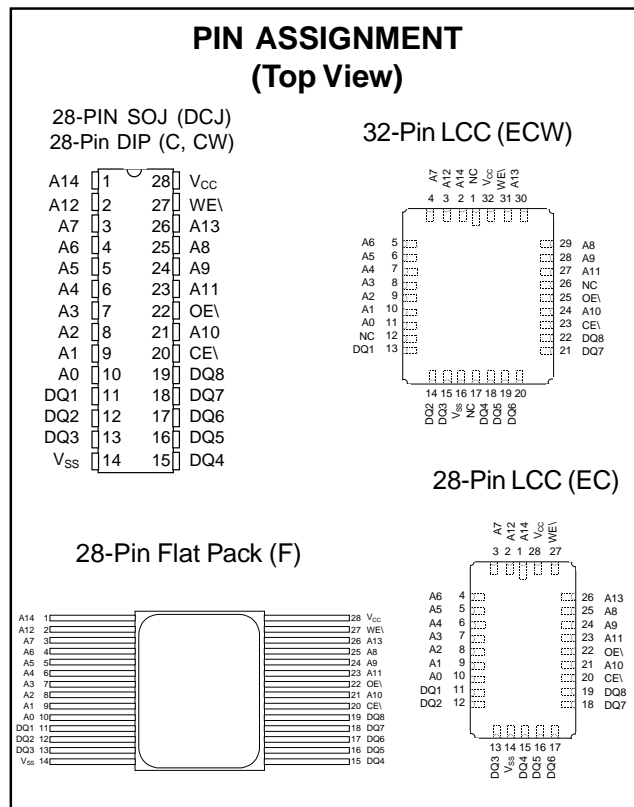 PIN ASSIGNMENT
(Top View)
28-PIN SOJ (DCJ)
28-Pin DIP (C, CW)
A14 1 28 VCC
A12 2 27 WE\
A7 3 26 A13
A6 4 25 A8
A5 5 24 A9
A4 6 23 A11
A3 7 22 OE\
A2 8 21 A10
A1 9 20 CE\
A0 10 19 DQ8
DQ1 11 18 DQ7
DQ2 12 17 DQ6
DQ3 13 16 DQ5
VSS 14 15 DQ4
32-Pin LCC (ECW)
A7 A12 A14 NC VCC WE\ A13
4 3 2 1 32 31 30
A6 5 29 A8
A5 6 28 A9
A4 7 27 A11
A3 8 26 NC
A2 9 25 OE\
A1 10 24 A10
A0 11 23 CE\
NC 12 22 DQ8
DQ1 13 21 DQ7
14 15 16 17 18 19 20
DQ2 DQ3 VSS NC DQ4 DQ5 DQ6
28-Pin Flat Pack (F)
A14 1 28 VCC
A12 2 27 WE\
A7 3 26 A13
A6 4 25 A8
A5 5 24 A9
A4 6 23 A11
A3 7 22 OE\
A2 8 21 A10
A1 9 20 CE\
A0 10 19 DQ8
DQ1 11 18 DQ7
DQ2 12 17 DQ6
DQ3 13 16 DQ5
VSS 14 15 DQ4
28-Pin LCC (EC)
A7 A12 A14 VCC WE\
3 2 1 28 27
A6 4 26 A13
A5 5 25 A8
A4 6 24 A9
A3 7 23 A11
A2 8 22 OE\
A1 9 21 A10
A0 10 20 CE\
DQ1 11 19 DQ8
DQ2 12 18 DQ7
13 14 15 16 17
DQ3 VSS DQ4 DQ5 DQ6